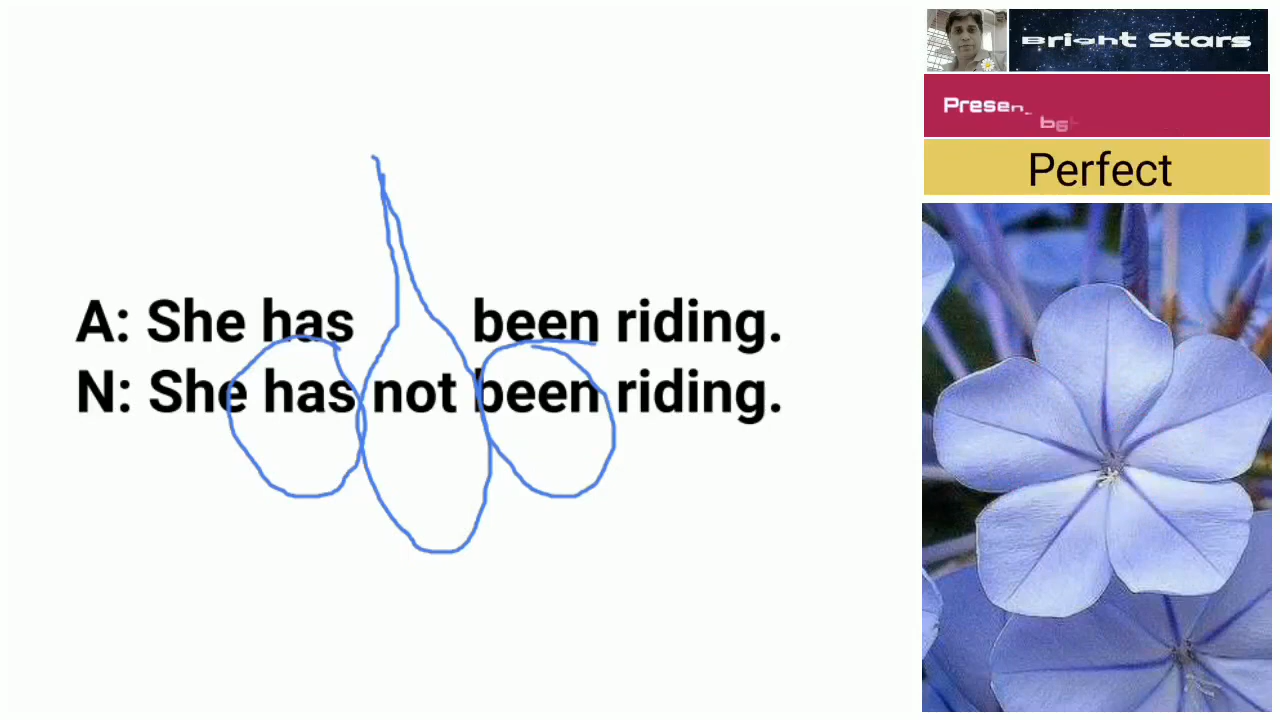 A: She has been riding.
N: She has not been riding.
Bright Stars
Perfect